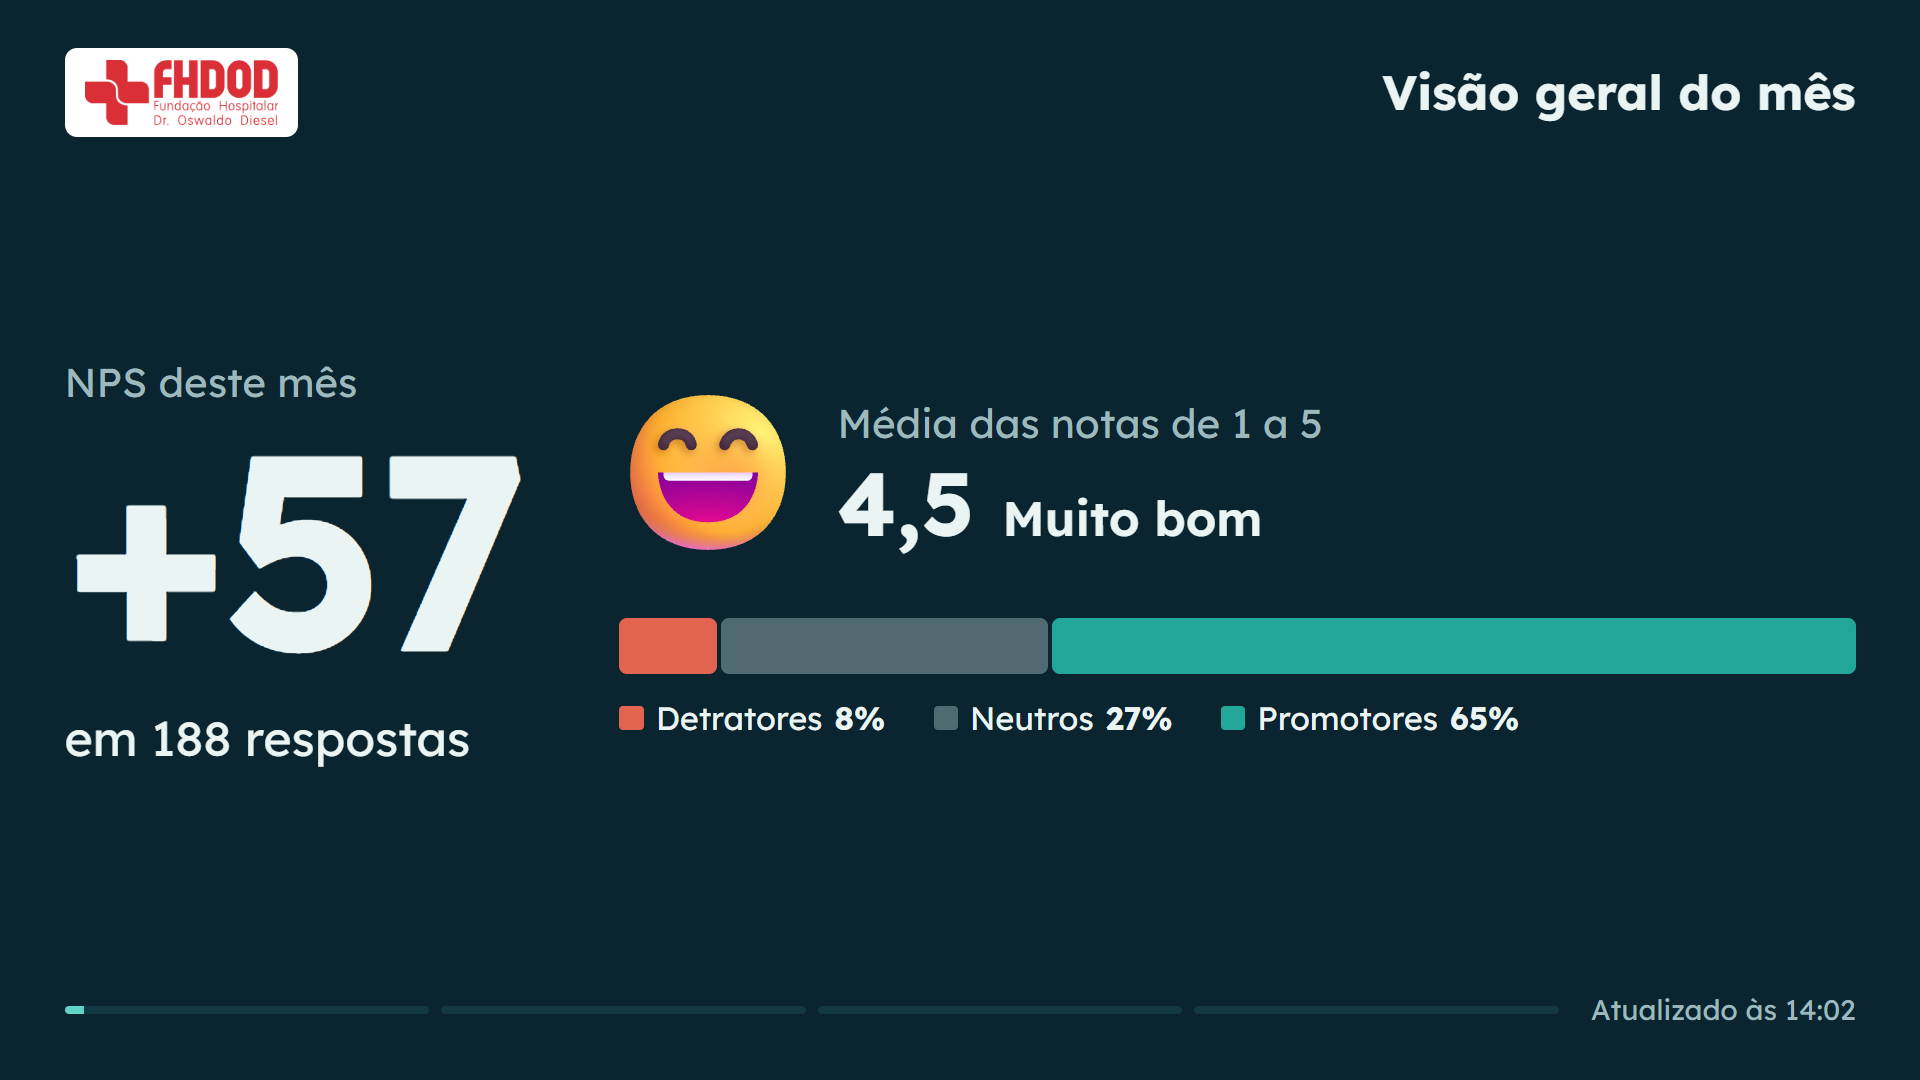 FHDOD
Fundação Hospitalar
Dr. Oswaldo Diesel
Visão geral do mês
NPS deste mês
+57
em 188 respostas
Média das notas de 1 a 5
4,5 Muito bom
Detratores 8% Neutros 27% Promotores 65%
Atualizado às 14:02